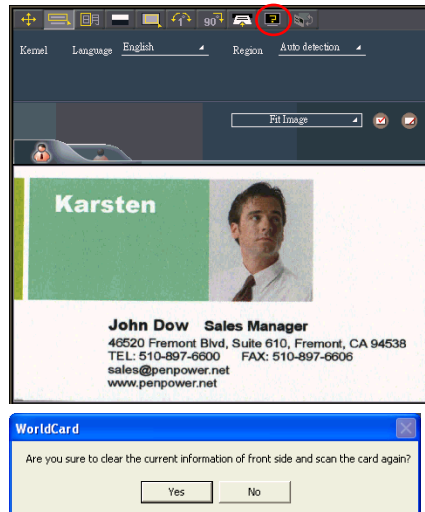 90
?
Kernel Language English Region Auto detection
Fit Image
Karsten
John Dow Sales Manager
46520 Fremont Blvd, Suite 610, Fremont, CA 94538
TEL: 510-897-6600 FAX: 510-897-6606
sales@penpower.net
www.penpower.net
WorldCard
Are you sure to clear the current information of front side and scan the card again?
Yes No